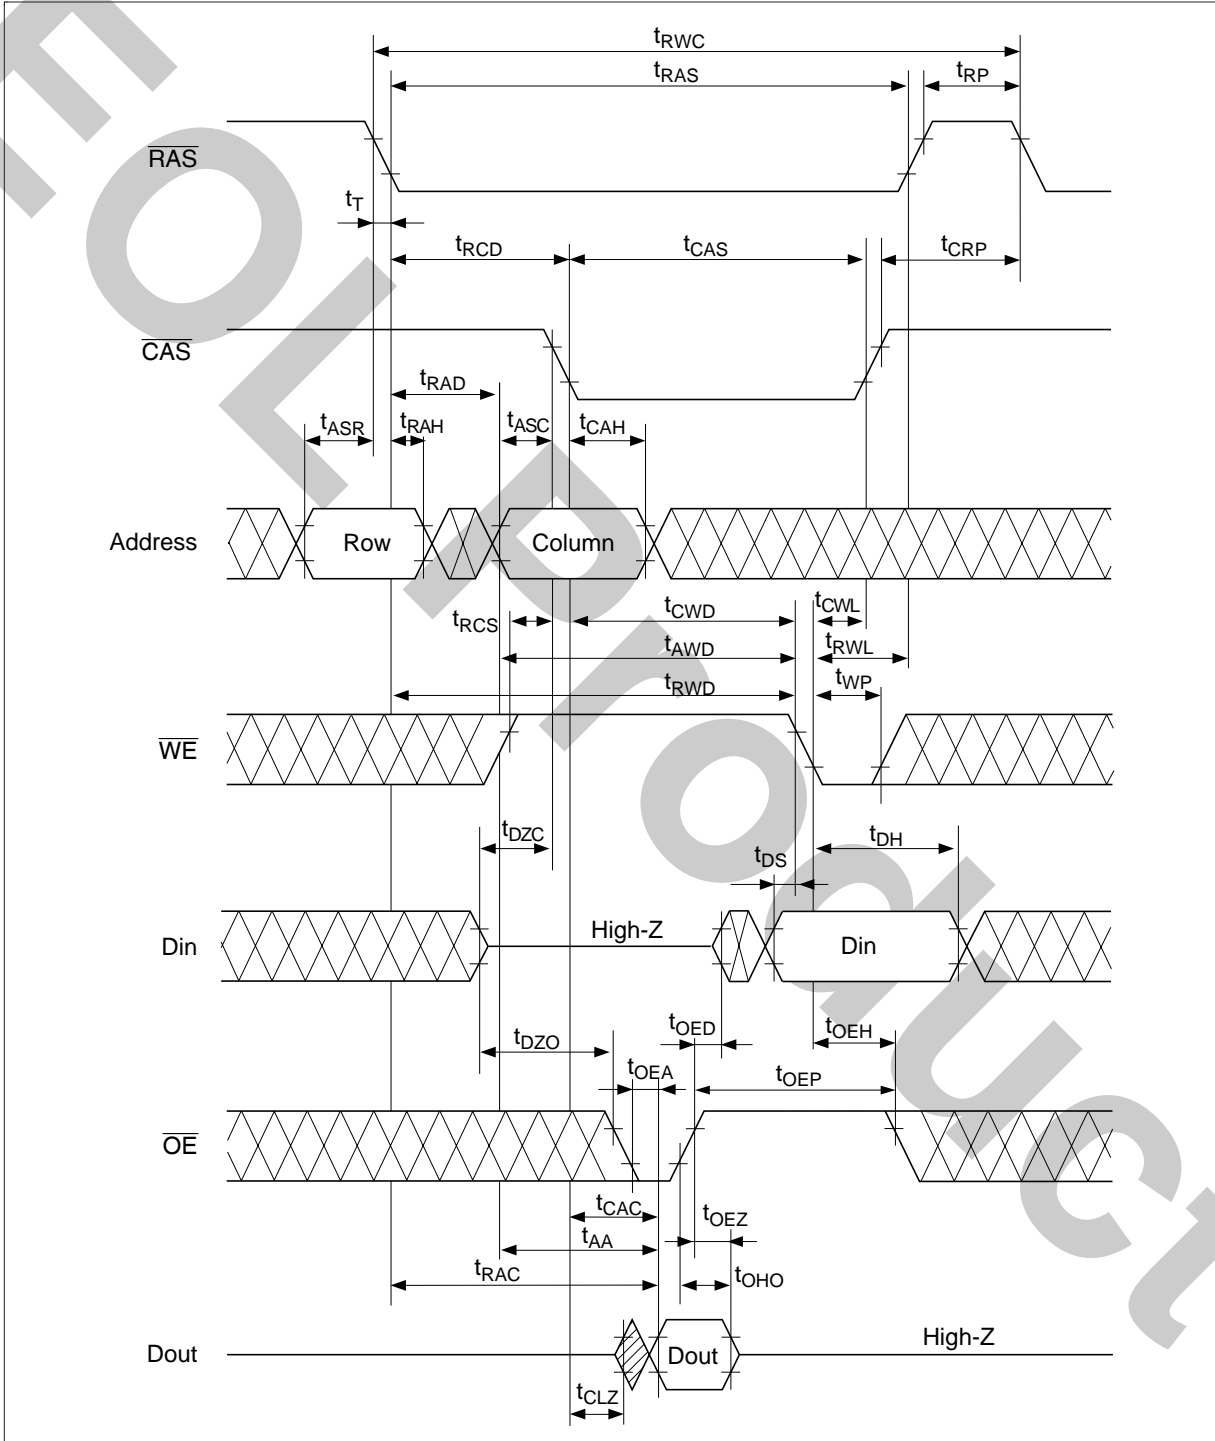 EOL Product
tRWC
tRAS
tRP
RAS
tT
tRCD
tCAS
tCRP
CAS
tRAD
tASR
tRAH
tASC
tCAH
Address
Row
Column
tRCS
tCWD
tCWL
tAWD
tRWL
tRWD
tWP
WE
tDZC
tDS
tDH
Din
High-Z
Din
tDZO
tOED
tOEH
tOEA
tOEP
OE
tCAC
tOEZ
tAA
tRAC
tOHO
Dout
Dout
High-Z
tCLZ